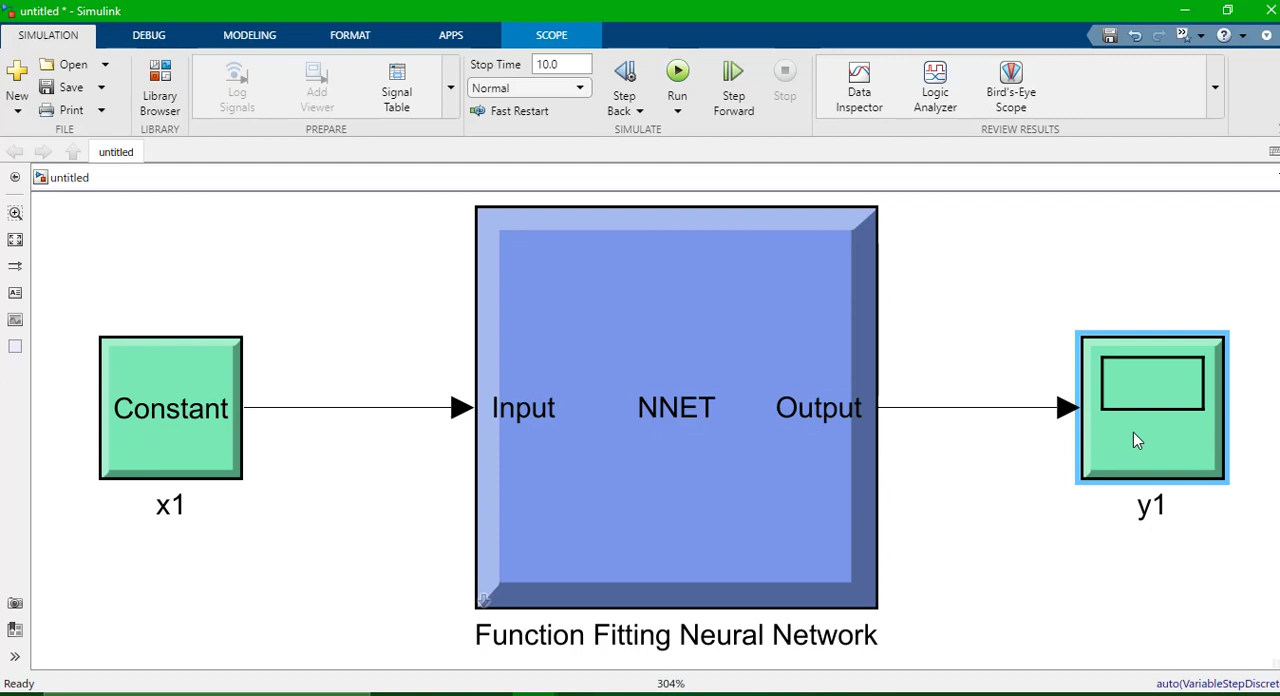 untitled * - Simulink
SIMULATION DEBUG MODELING FORMAT APPS SCOPE
New
Open
Save
Print
FILE
Library
Browser
LIBRARY
Log
Signals
Add
Viewer
Signal
Table
PREPARE
Stop Time 10.0
Normal
Fast Restart
Step
Back
Run
Step
Forward
Stop
SIMULATE
Data
Inspector
Logic
Analyzer
Bird's-Eye
Scope
REVIEW RESULTS
untitled
untitled
Constant
x1
Input NNET Output
Function Fitting Neural Network
y1
Ready 304% auto(VariableStepDiscret